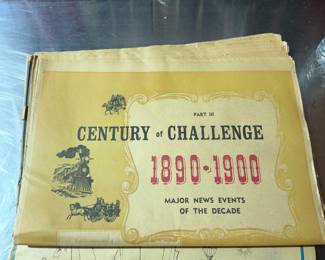 PART III
CENTURY of CHALLENGE
1890•1900
MAJOR NEWS EVENTS
OF THE DECADE